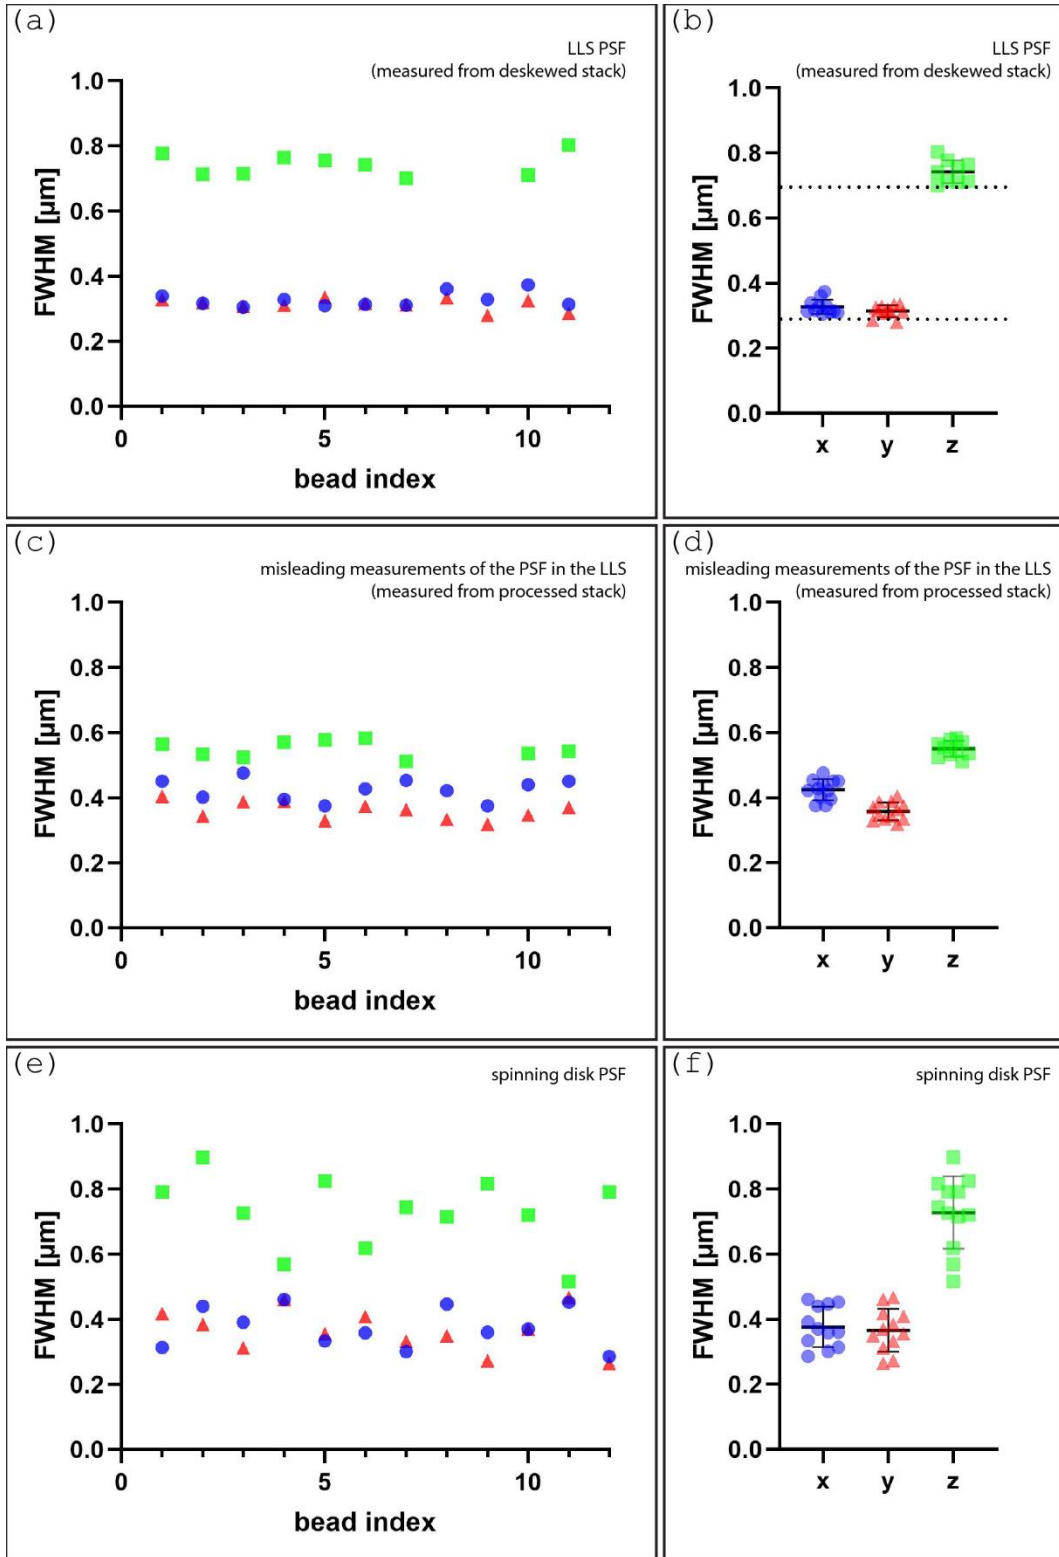 (a)
LLS PSF
(measured from deskewed stack)
1.0
0.8
0.6
0.4
0.2
0.0
FWHM [µm]
0 5 10
bead index
(b)
LLS PSF
(measured from deskewed stack)
1.0
0.8
0.6
0.4
0.2
0.0
FWHM [µm]
x y z
(c)
misleading measurements of the PSF in the LLS
(measured from processed stack)
1.0
0.8
0.6
0.4
0.2
0.0
FWHM [µm]
0 5 10
bead index
(d)
misleading measurements of the PSF in the LLS
(measured from processed stack)
1.0
0.8
0.6
0.4
0.2
0.0
FWHM [µm]
x y z
(e)
spinning disk PSF
1.0
0.8
0.6
0.4
0.2
0.0
FWHM [µm]
0 5 10
bead index
(f)
spinning disk PSF
1.0
0.8
0.6
0.4
0.2
0.0
FWHM [µm]
x y z